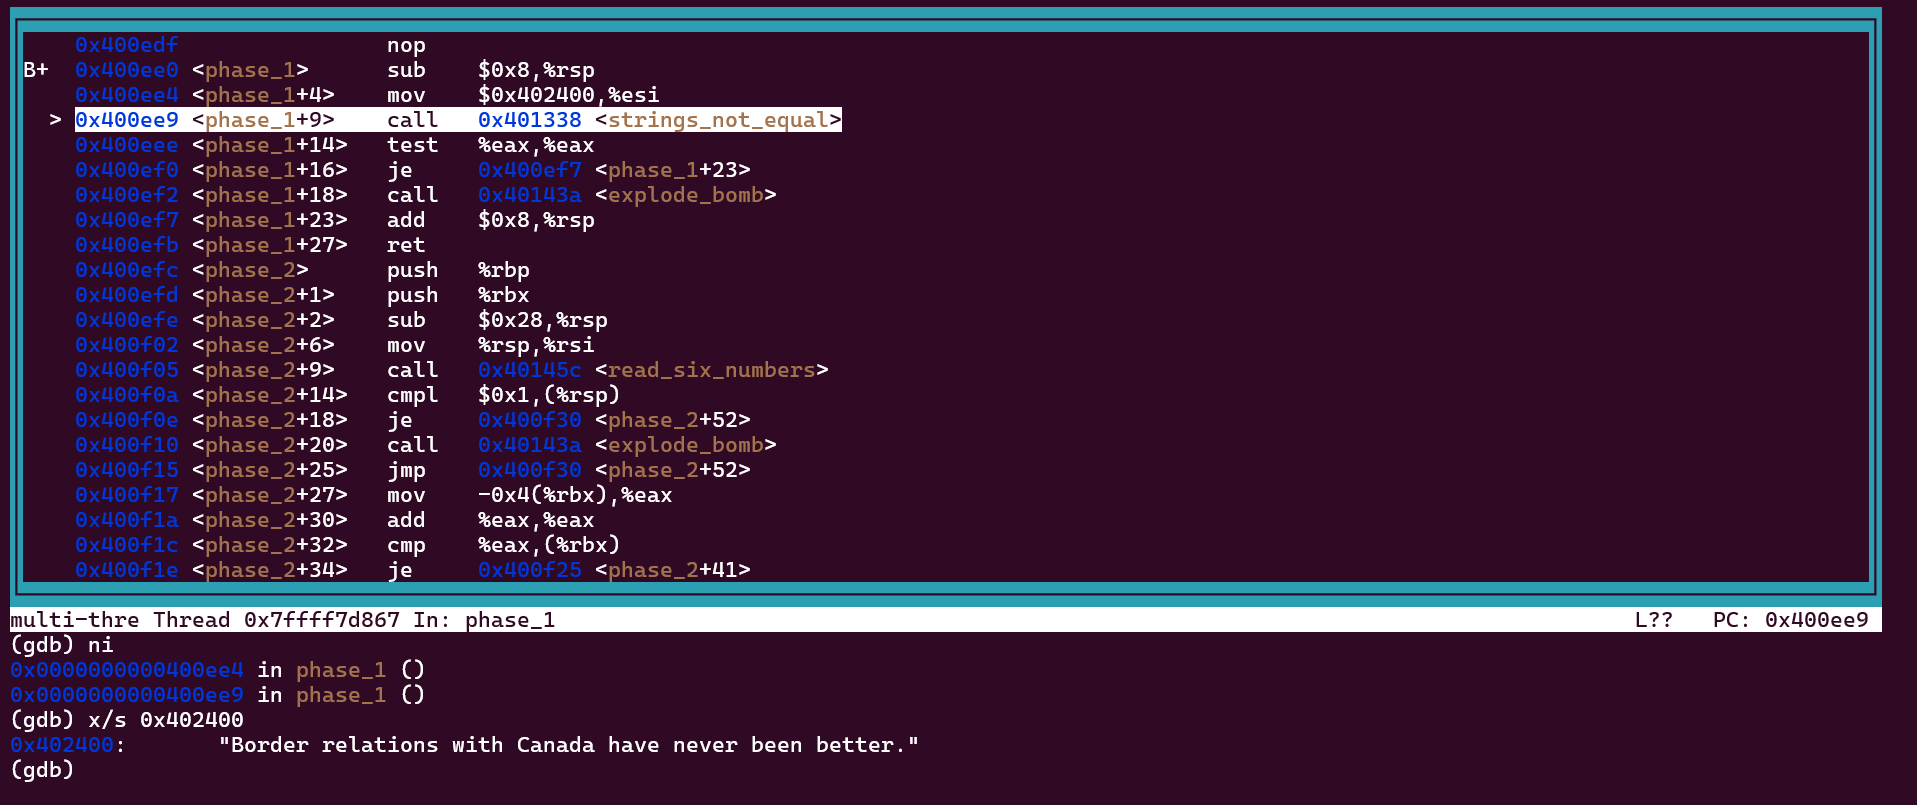 0x400edf nop
B+ 0x400ee0 <phase_1> sub $0x8,%rsp
0x400ee4 <phase_1+4> mov $0x402400,%esi
> 0x400ee9 <phase_1+9> call 0x401338 <strings_not_equal>
0x400eee <phase_1+14> test %eax,%eax
0x400ef0 <phase_1+16> je 0x400ef7 <phase_1+23>
0x400ef2 <phase_1+18> call 0x40143a <explode_bomb>
0x400ef7 <phase_1+23> add $0x8,%rsp
0x400efb <phase_1+27> ret
0x400efc <phase_2> push %rbp
0x400efd <phase_2+1> push %rbx
0x400efe <phase_2+2> sub $0x28,%rsp
0x400f02 <phase_2+6> mov %rsp,%rsi
0x400f05 <phase_2+9> call 0x40145c <read_six_numbers>
0x400f0a <phase_2+14> cmpl $0x1,(%rsp)
0x400f0e <phase_2+18> je 0x400f30 <phase_2+52>
0x400f10 <phase_2+20> call 0x40143a <explode_bomb>
0x400f15 <phase_2+25> jmp 0x400f30 <phase_2+52>
0x400f17 <phase_2+27> mov -0x4(%rbx),%eax
0x400f1a <phase_2+30> add %eax,%eax
0x400f1c <phase_2+32> cmp %eax,(%rbx)
0x400f1e <phase_2+34> je 0x400f25 <phase_2+41>
multi-thre Thread 0x7ffff7d867 In: phase_1 L?? PC: 0x400ee9
(gdb) ni
0x0000000000400ee4 in phase_1 ()
0x0000000000400ee9 in phase_1 ()
(gdb) x/s 0x402400
0x402400: "Border relations with Canada have never been better."
(gdb)